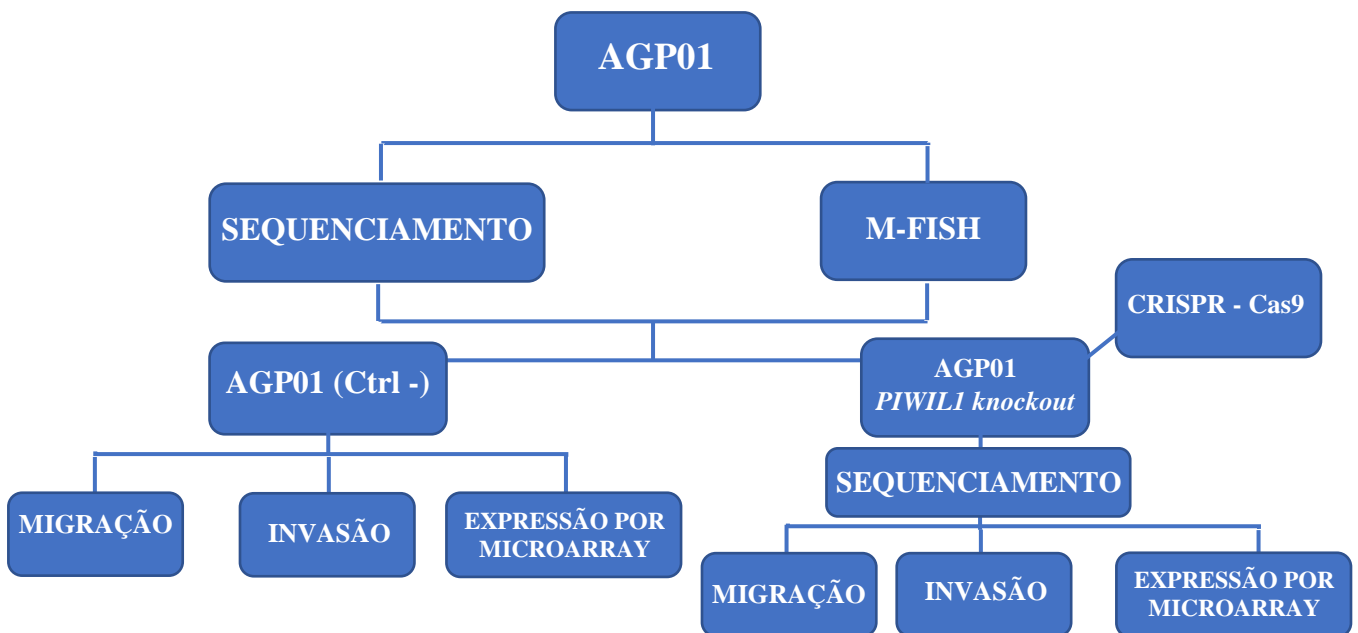 AGP01
SEQUENCIAMENTO
M-FISH
CRISPR - Cas9
AGP01 (Ctrl -)
AGP01
PIWIL1 knockout
SEQUENCIAMENTO
MIGRAÇÃO
INVASÃO
EXPRESSÃO POR
MICROARRAY
MIGRAÇÃO
INVASÃO
EXPRESSÃO POR
MICROARRAY